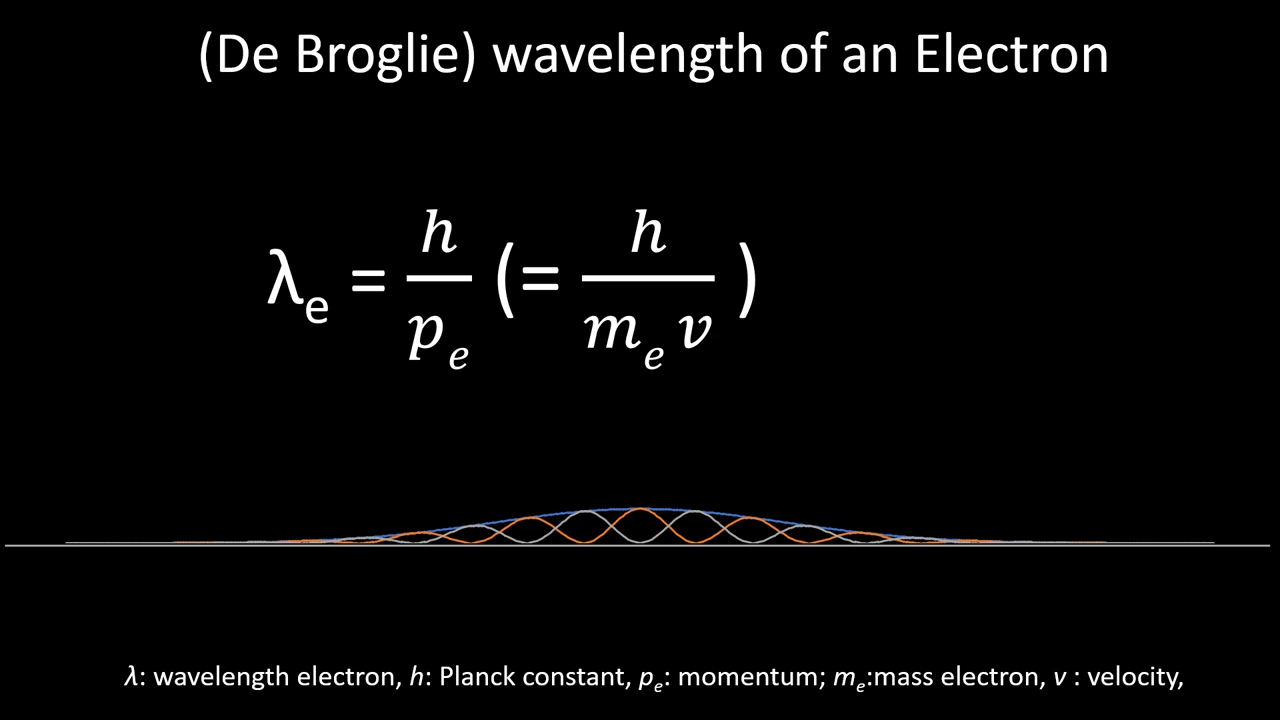 (De Broglie) wavelength of an Electron
λₑ = h/pₑ (= h/mₑ v )
λ: wavelength electron, h: Planck constant, pₑ: momentum; mₑ:mass electron, v : velocity,